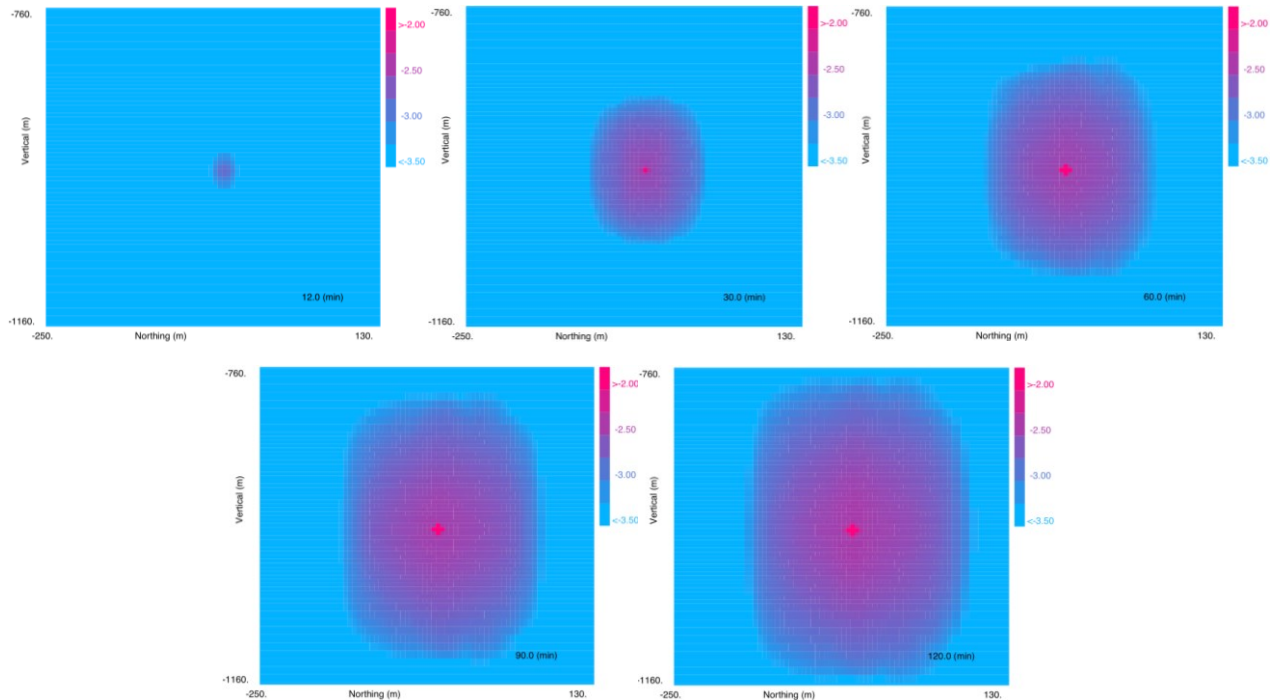 -760.
>-2.00
-2.50
-3.00
<-3.50
Vertical (m)
12.0 (min)
-1160.
-250.
Northing (m)
130.
-760.
>-2.00
-2.50
-3.00
<-3.50
Vertical (m)
30.0 (min)
-1160.
-250.
Northing (m)
130.
-760.
>-2.00
-2.50
-3.00
<-3.50
Vertical (m)
60.0 (min)
-1160.
-250.
Northing (m)
130.
-760.
>-2.00
-2.50
-3.00
<-3.50
Vertical (m)
90.0 (min)
-1160.
-250.
Northing (m)
130.
-760.
>-2.00
-2.50
-3.00
<-3.50
Vertical (m)
120.0 (min)
-1160.
-250.
Northing (m)
130.